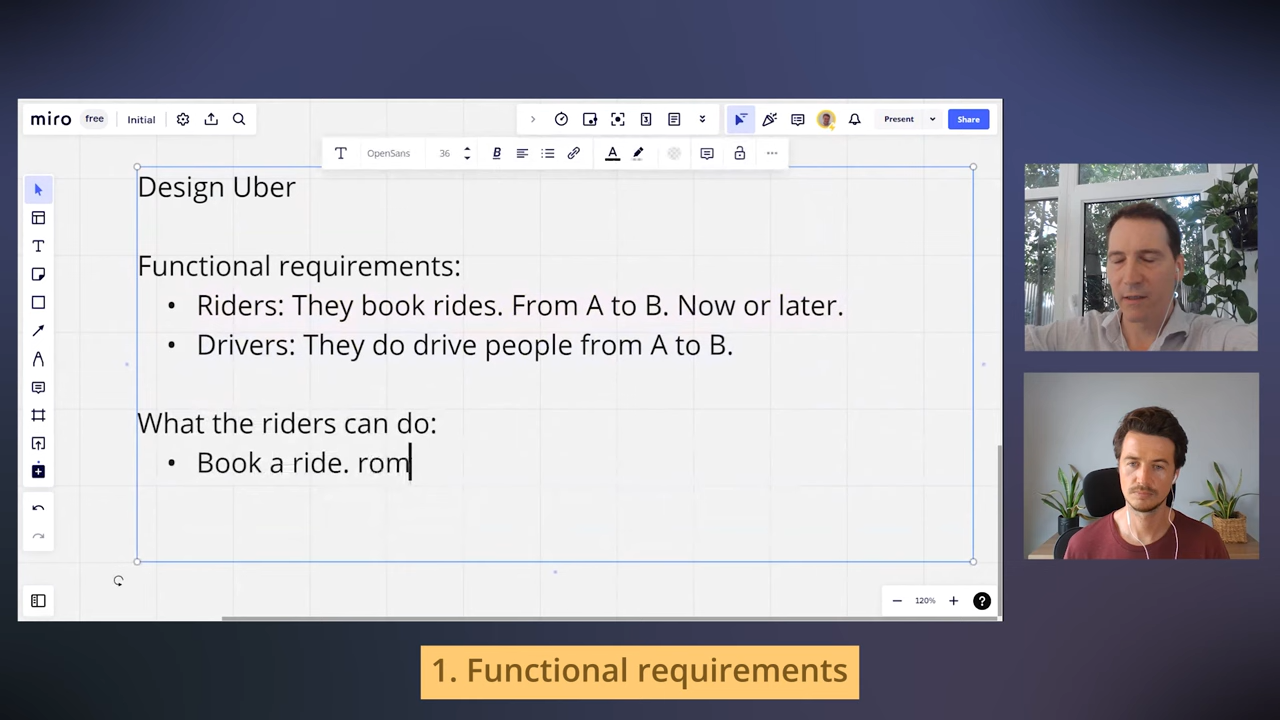 miro free Initial Present Share
OpenSans 36 B A
Design Uber
Functional requirements:
• Riders: They book rides. From A to B. Now or later.
• Drivers: They do drive people from A to B.
What the riders can do:
• Book a ride. rom
120%
1. Functional requirements